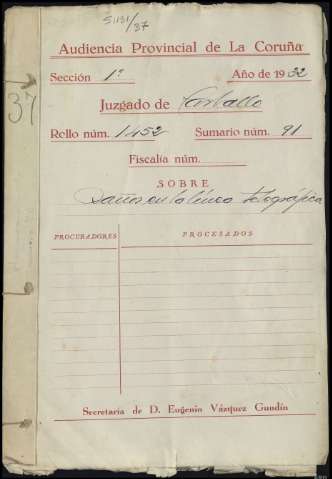 5131/37
37
Audiencia Provincial de La Coruña
Sección 1ª Año de 1932
Juzgado de Carballo
Rollo núm. 1452 Sumario núm. 91
Fiscalía núm.
SOBRE
Daños en la línea telegráfica
PROCURADORES PROCESADOS
Secretaría de D. Eugenio Vázquez Gundín